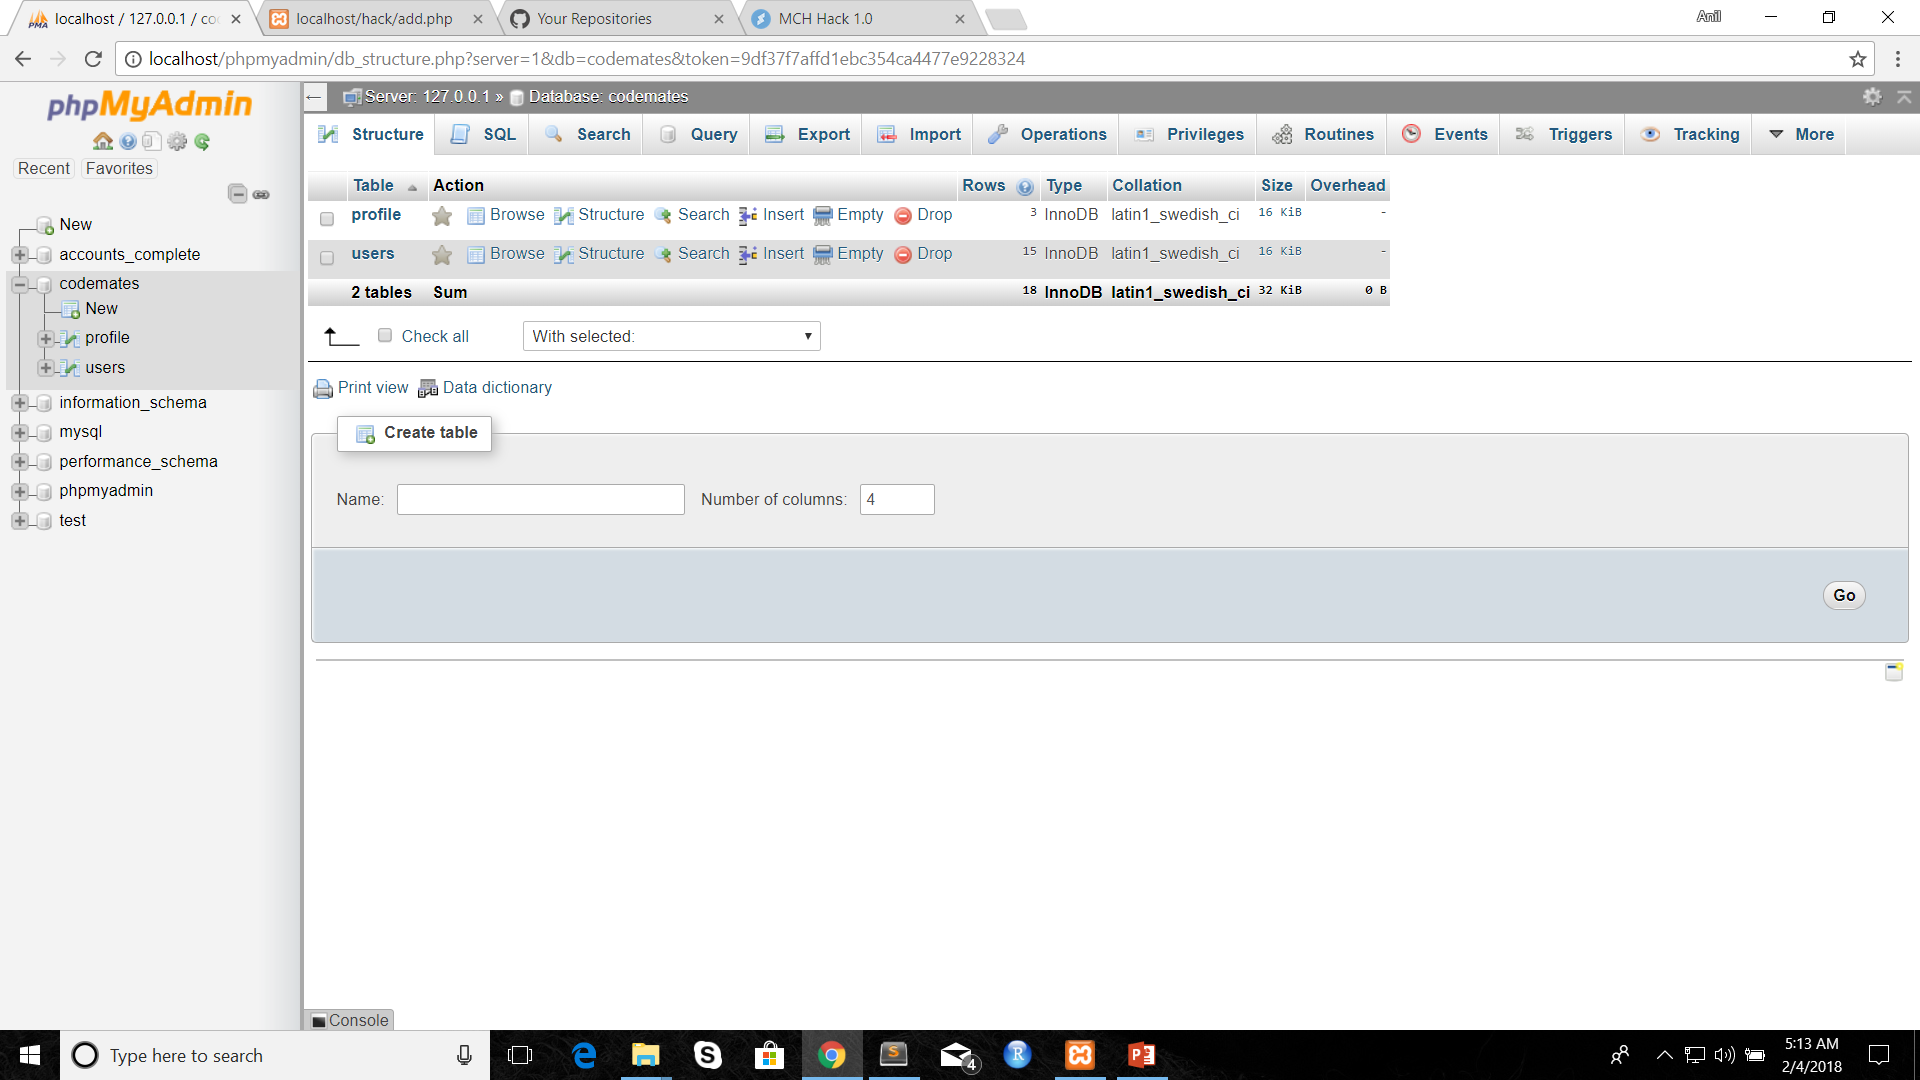 localhost / 127.0.0.1 / co
localhost/hack/add.php
Your Repositories
MCH Hack 1.0
Anil
localhost/phpmyadmin/db_structure.php?server=1&db=codemates&token=9df37f7affd1ebc354ca4477e9228324
phpMyAdmin
Recent Favorites
New
accounts_complete
codemates
New
profile
users
information_schema
mysql
performance_schema
phpmyadmin
test
Server: 127.0.0.1 » Database: codemates
Structure SQL Search Query Export Import Operations Privileges Routines Events Triggers Tracking More
Table Action Rows Type Collation Size Overhead
profile Browse Structure Search Insert Empty Drop 3 InnoDB latin1_swedish_ci 16 KiB -
users Browse Structure Search Insert Empty Drop 15 InnoDB latin1_swedish_ci 16 KiB -
2 tables Sum 18 InnoDB latin1_swedish_ci 32 KiB 0 B
Check all With selected:
Print view Data dictionary
Create table
Name: Number of columns: 4
Go
Console
Type here to search
4
5:13 AM
2/4/2018